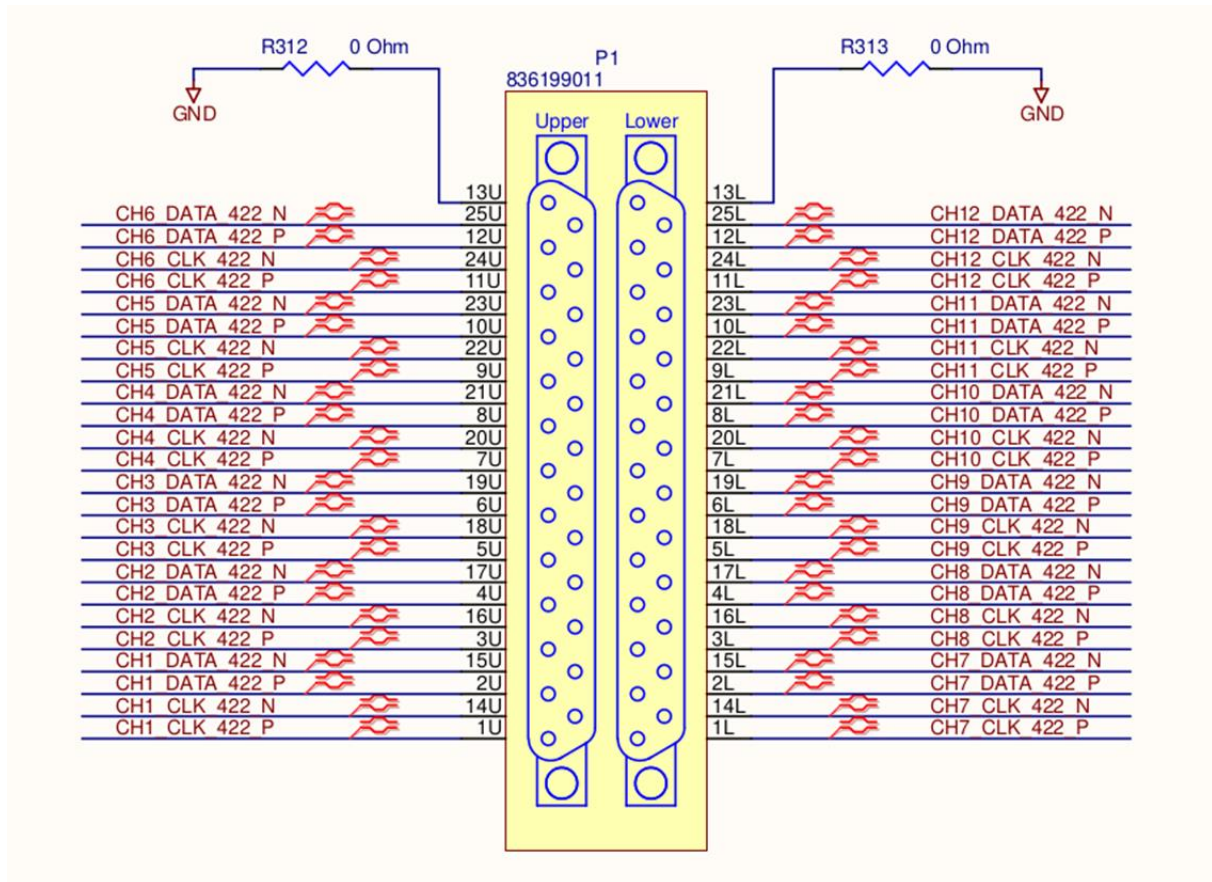 R312 0 Ohm
P1
R313 0 Ohm
836199011
GND
GND
Upper Lower
13U 13L
CH6_DATA_422_N 25U 25L CH12_DATA_422_N
CH6_DATA_422_P 12U 12L CH12_DATA_422_P
CH6_CLK_422_N 24U 24L CH12_CLK_422_N
CH6_CLK_422_P 11U 11L CH12_CLK_422_P
CH5_DATA_422_N 23U 23L CH11_DATA_422_N
CH5_DATA_422_P 10U 10L CH11_DATA_422_P
CH5_CLK_422_N 22U 22L CH11_CLK_422_N
CH5_CLK_422_P 9U 9L CH11_CLK_422_P
CH4_DATA_422_N 21U 21L CH10_DATA_422_N
CH4_DATA_422_P 8U 8L CH10_DATA_422_P
CH4_CLK_422_N 20U 20L CH10_CLK_422_N
CH4_CLK_422_P 7U 7L CH10_CLK_422_P
CH3_DATA_422_N 19U 19L CH9_DATA_422_N
CH3_DATA_422_P 6U 6L CH9_DATA_422_P
CH3_CLK_422_N 18U 18L CH9_CLK_422_N
CH3_CLK_422_P 5U 5L CH9_CLK_422_P
CH2_DATA_422_N 17U 17L CH8_DATA_422_N
CH2_DATA_422_P 4U 4L CH8_DATA_422_P
CH2_CLK_422_N 16U 16L CH8_CLK_422_N
CH2_CLK_422_P 3U 3L CH8_CLK_422_P
CH1_DATA_422_N 15U 15L CH7_DATA_422_N
CH1_DATA_422_P 2U 2L CH7_DATA_422_P
CH1_CLK_422_N 14U 14L CH7_CLK_422_N
CH1_CLK_422_P 1U 1L CH7_CLK_422_P